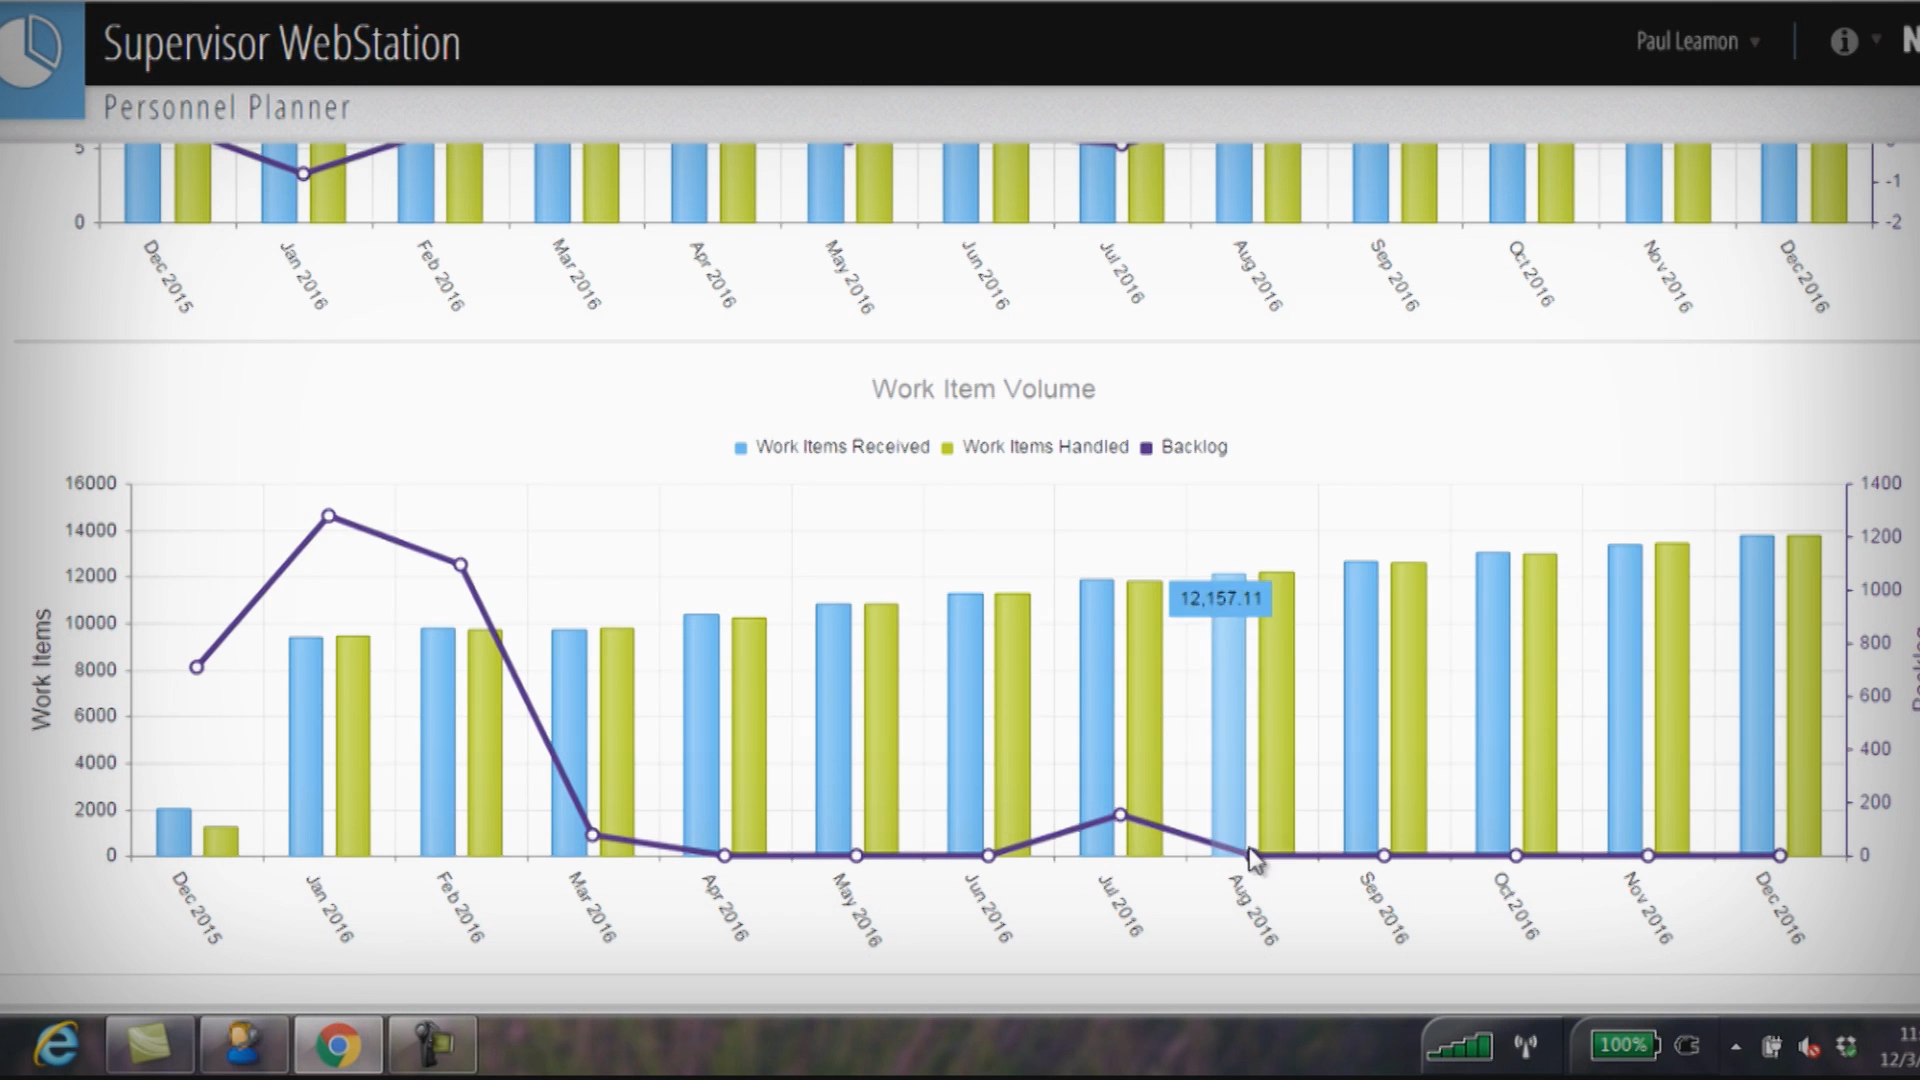 Supervisor WebStation
Paul Leamon
Personnel Planner
5
0
-1
-2
Dec 2015
Jan 2016
Feb 2016
Mar 2016
Apr 2016
May 2016
Jun 2016
Jul 2016
Aug 2016
Sep 2016
Oct 2016
Nov 2016
Dec 2016
Work Item Volume
Work Items Received Work Items Handled Backlog
16000
14000
12000
10000
8000
6000
4000
2000
0
Work Items
12,157.11
1400
1200
1000
800
600
400
200
0
Dec 2015
Jan 2016
Feb 2016
Mar 2016
Apr 2016
May 2016
Jun 2016
Jul 2016
Aug 2016
Sep 2016
Oct 2016
Nov 2016
Dec 2016
100%